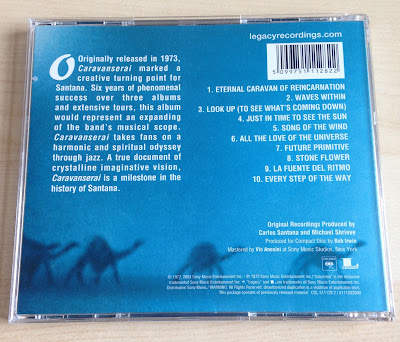 legacyrecordings.com
5099751112822
Originally released in 1973,
Caravanserai marked a
creative turning point for
Santana. Six years of phenomenal
success over three albums
and extensive tours, this album
would represent an expanding
of the band's musical scope.
Caravanserai takes fans on a
harmonic and spiritual odyssey
through jazz. A true document of
crystalline imaginative vision,
Caravanserai is a milestone in the
history of Santana.
1. ETERNAL CARAVAN OF REINCARNATION
2. WAVES WITHIN
3. LOOK UP (TO SEE WHAT'S COMING DOWN)
4. JUST IN TIME TO SEE THE SUN
5. SONG OF THE WIND
6. ALL THE LOVE OF THE UNIVERSE
7. FUTURE PRIMITIVE
8. STONE FLOWER
9. LA FUENTE DEL RITMO
10. EVERY STEP OF THE WAY
Original Recordings Produced by
Carlos Santana and Michael Shrieve
Produced for Compact Disc by Bob Irwin
Mastered by Vic Anesini at Sony Music Studios, New York